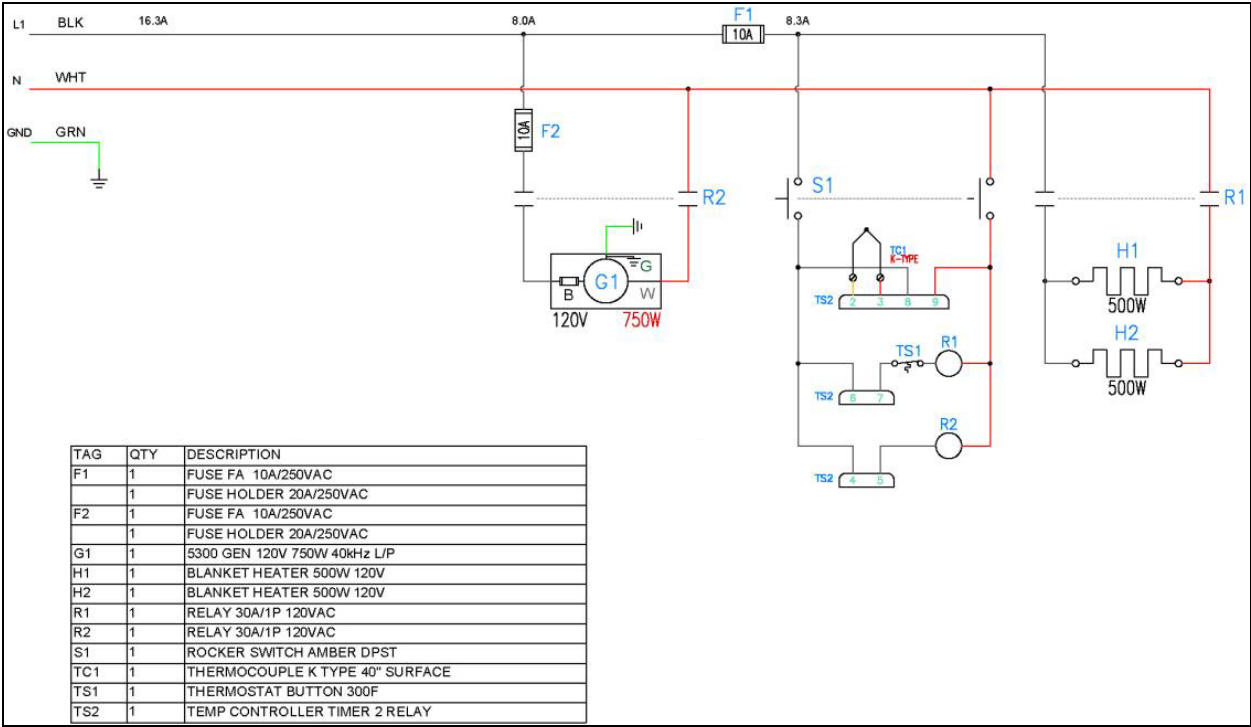 L1 BLK 16.3A 8.0A F1 8.3A
10A
N WHT
GND GRN
10A F2
S1
R2
R1
TC1
K-TYPE
G
G1
B W
120V 750W
TS2 2 3 8 9
H1
500W
H2
500W
TS1 R1
TS2 6 7
R2
TS2 4 5
TAG QTY DESCRIPTION
F1 1 FUSE FA 10A/250VAC
1 FUSE HOLDER 20A/250VAC
F2 1 FUSE FA 10A/250VAC
1 FUSE HOLDER 20A/250VAC
G1 1 5300 GEN 120V 750W 40kHz L/P
H1 1 BLANKET HEATER 500W 120V
H2 1 BLANKET HEATER 500W 120V
R1 1 RELAY 30A/1P 120VAC
R2 1 RELAY 30A/1P 120VAC
S1 1 ROCKER SWITCH AMBER DPST
TC1 1 THERMOCOUPLE K TYPE 40" SURFACE
TS1 1 THERMOSTAT BUTTON 300F
TS2 1 TEMP CONTROLLER TIMER 2 RELAY